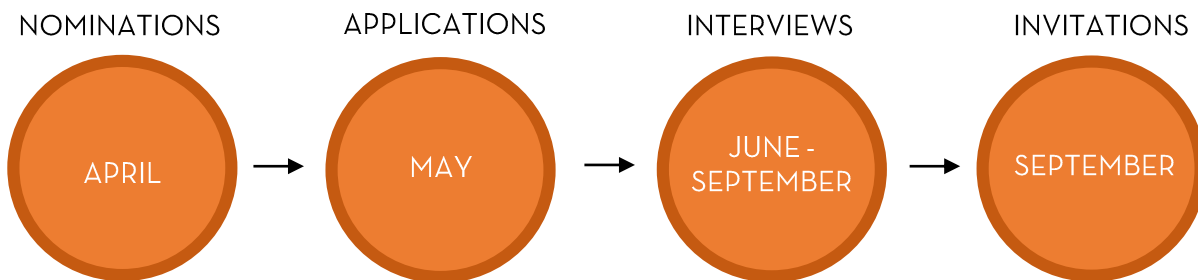 NOMINATIONS
APPLICATIONS
INTERVIEWS
INVITATIONS
APRIL
MAY
JUNE -
SEPTEMBER
SEPTEMBER